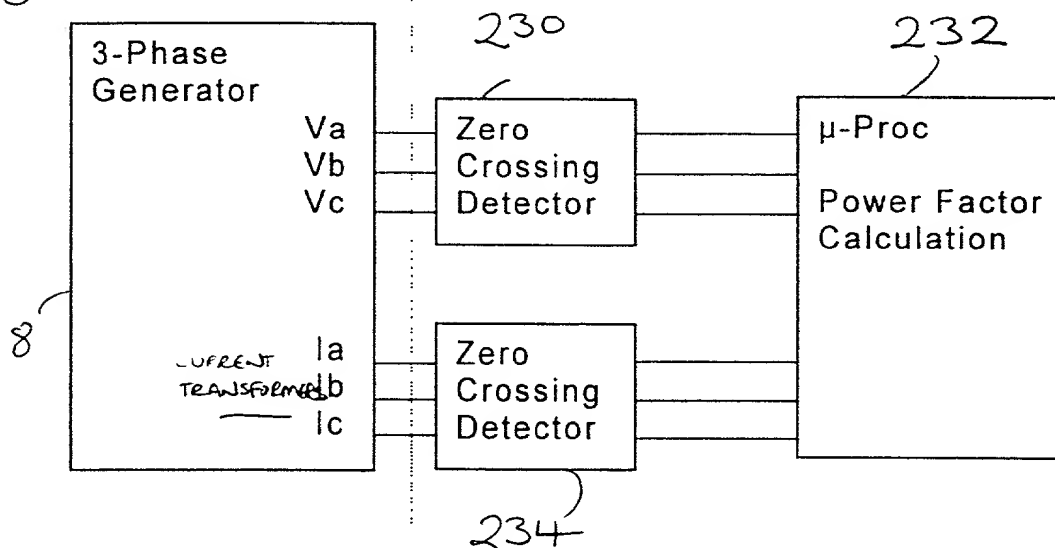 230
232
3-Phase
Generator
Va
Vb
Vc
Zero
Crossing
Detector
µ-Proc
Power Factor
Calculation
8
TRANSFORMERS
Ia
Ib
Ic
Zero
Crossing
Detector
234